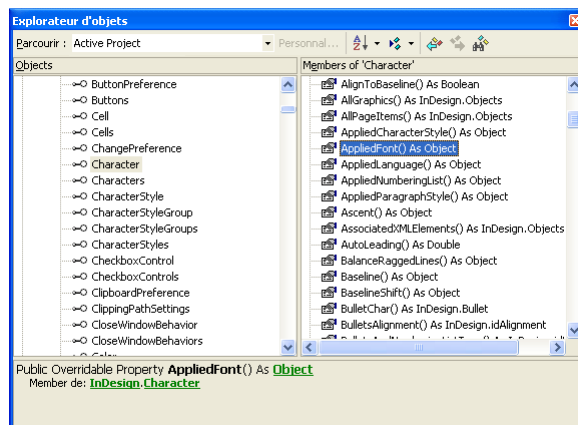 Explorateur d'objets
Parcourir : Active Project Personnal...
Objects
ButtonPreference
Buttons
Cell
Cells
ChangePreference
Character
Characters
CharacterStyle
CharacterStyleGroup
CharacterStyleGroups
CharacterStyles
CheckboxControl
CheckboxControls
ClipboardPreference
ClippingPathSettings
CloseWindowBehavior
CloseWindowBehaviors
Members of 'Character'
AlignToBaseline() As Boolean
AllGraphics() As InDesign.Objects
AllPageItems() As InDesign.Objects
AppliedCharacterStyle() As Object
AppliedFont() As Object
AppliedLanguage() As Object
AppliedNumberingList() As Object
AppliedParagraphStyle() As Object
Ascent() As Object
AssociatedXMLElements() As InDesign.Objects
AutoLeading() As Double
BalanceRaggedLines() As Object
Baseline() As Object
BaselineShift() As Object
BulletChar() As InDesign.Bullet
BulletsAlignment() As InDesign.idAlignment
Public Overridable Property AppliedFont() As Object
Member de: InDesign.Character